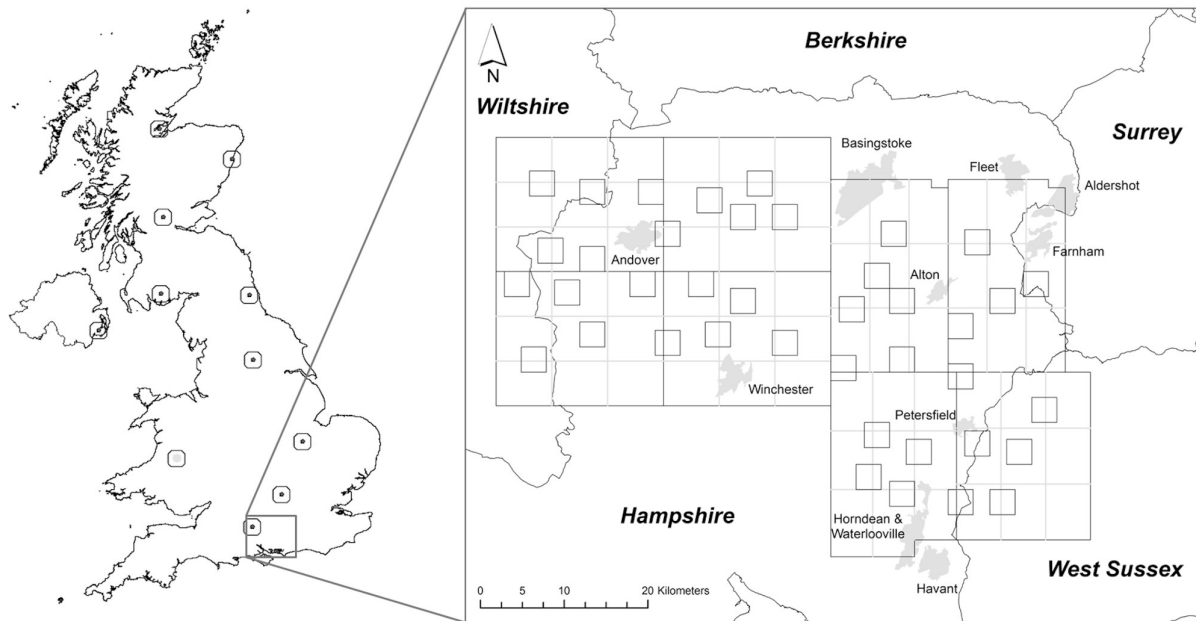 Berkshire
N
Wiltshire
Surrey
Basingstoke
Fleet
Aldershot
Andover
Farnham
Alton
Winchester
Petersfield
Hampshire
Horndean &
Waterlooville
West Sussex
Havant
0 5 10 20 Kilometers